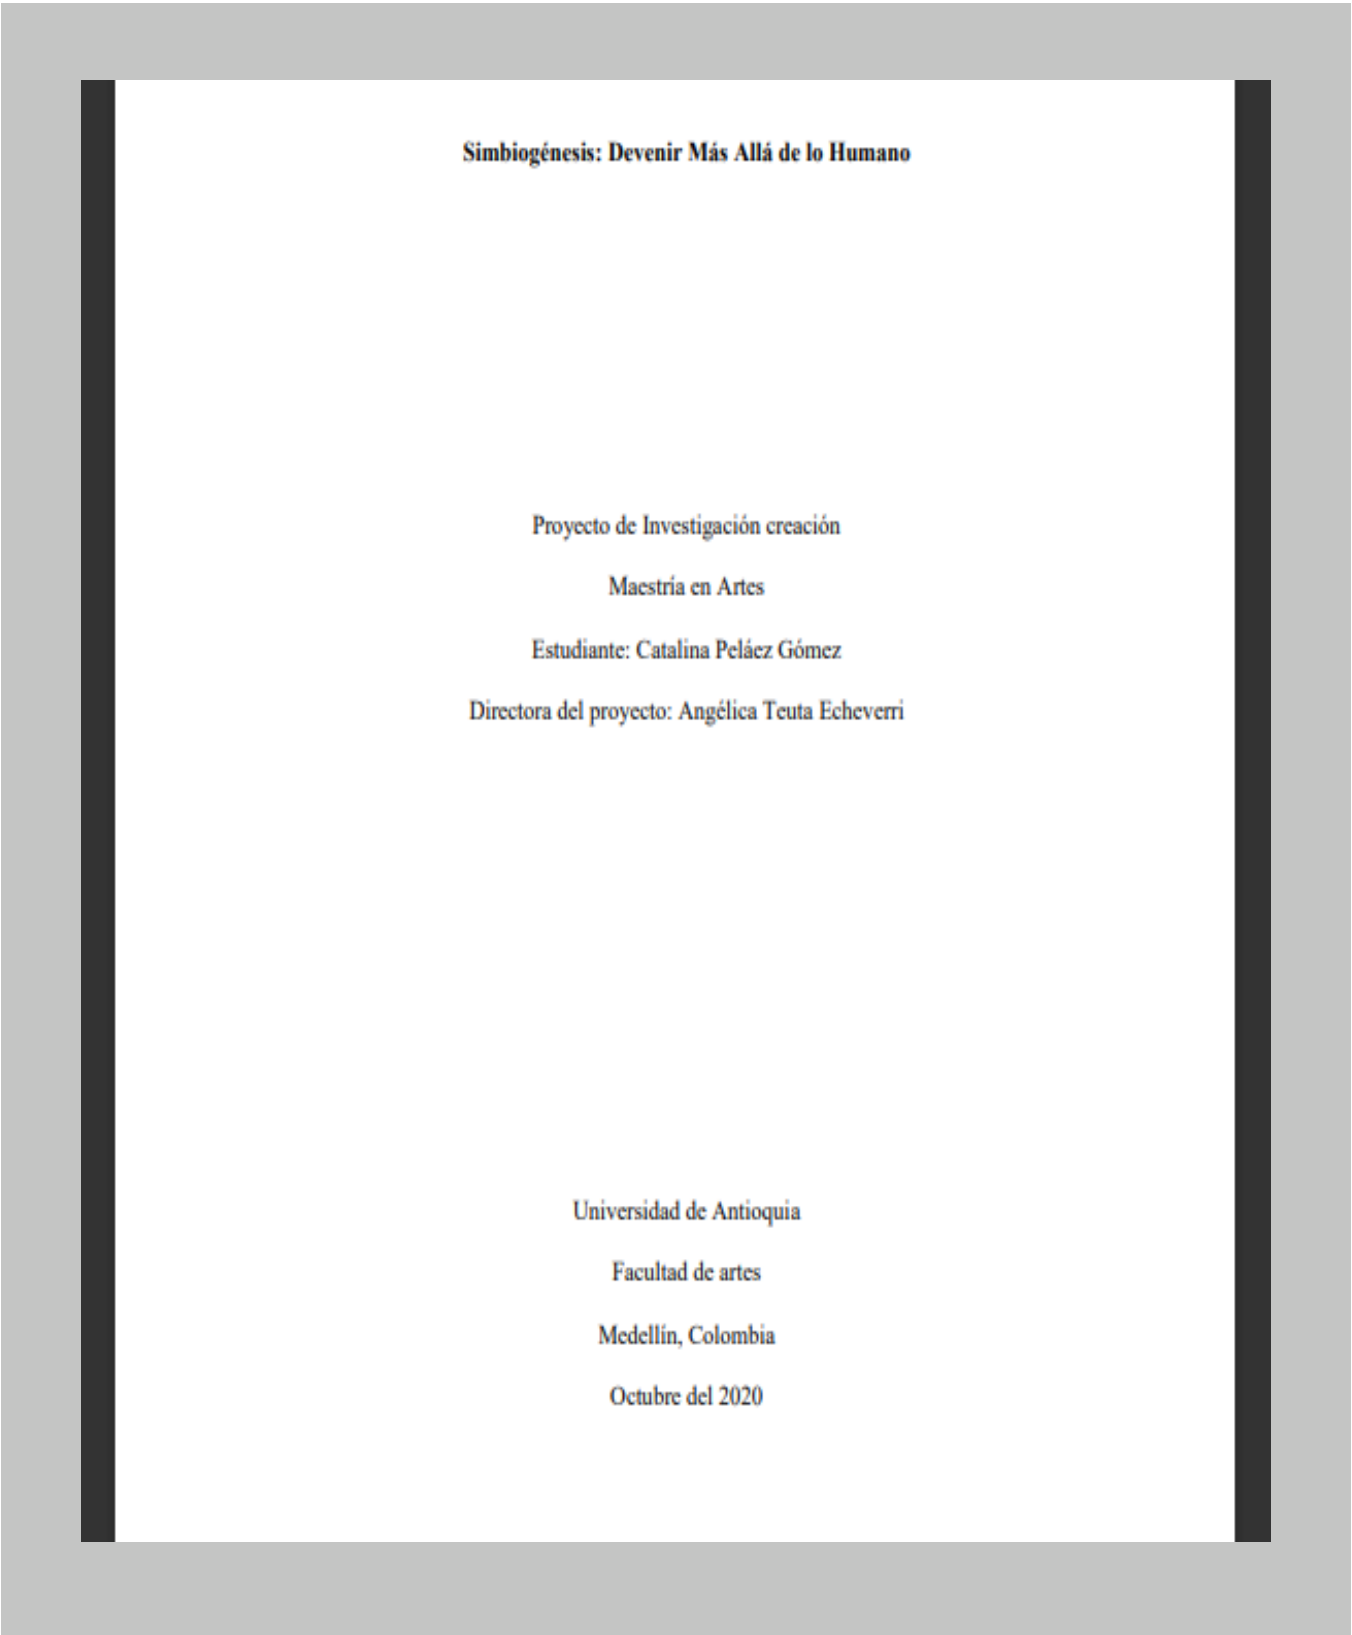 Simbiogénesis: Devenir Más Allá de lo Humano
Proyecto de Investigación creación
Maestría en Artes
Estudiante: Catalina Peláez Gómez
Directora del proyecto: Angélica Teuta Echeverri
Universidad de Antioquia
Facultad de artes
Medellín, Colombia
Octubre del 2020